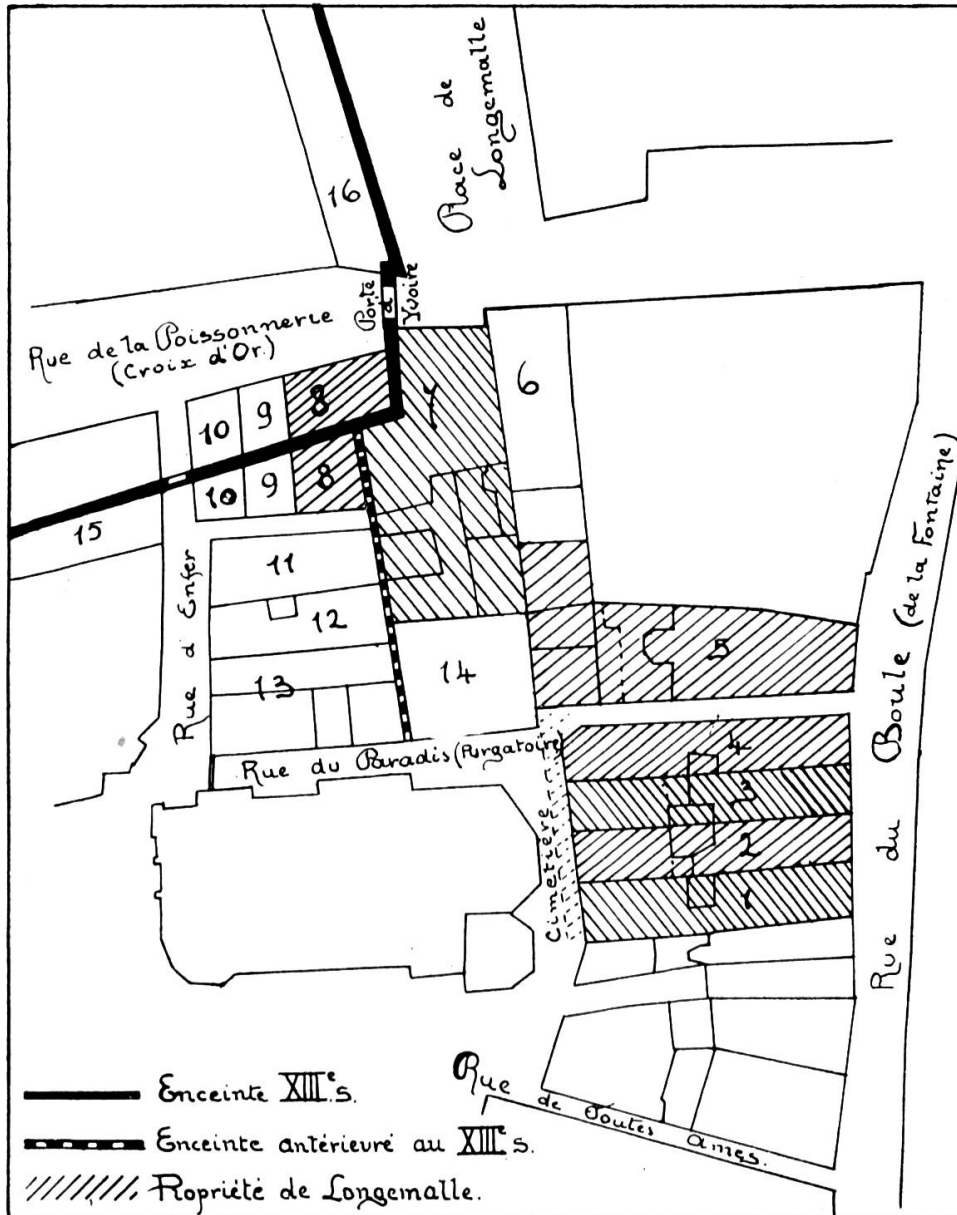 Place de
Longemalle
16
Porte
d'
Yvoire
Rue de la Poissonnerie
(Croix d'Or.)
6
7
8
9
10
8
9
10
15
11
12
13
14
Rue d'Enfer
5
4
3
2
1
Rue du Boule (de la Fontaine)
Rue du Paradis (Purgatoire)
Cimetière
Rue
de Toutes Ames.
Enceinte XIIIe s.
Enceinte antérieure au XIIIe s.
Propriété de Longemalle.